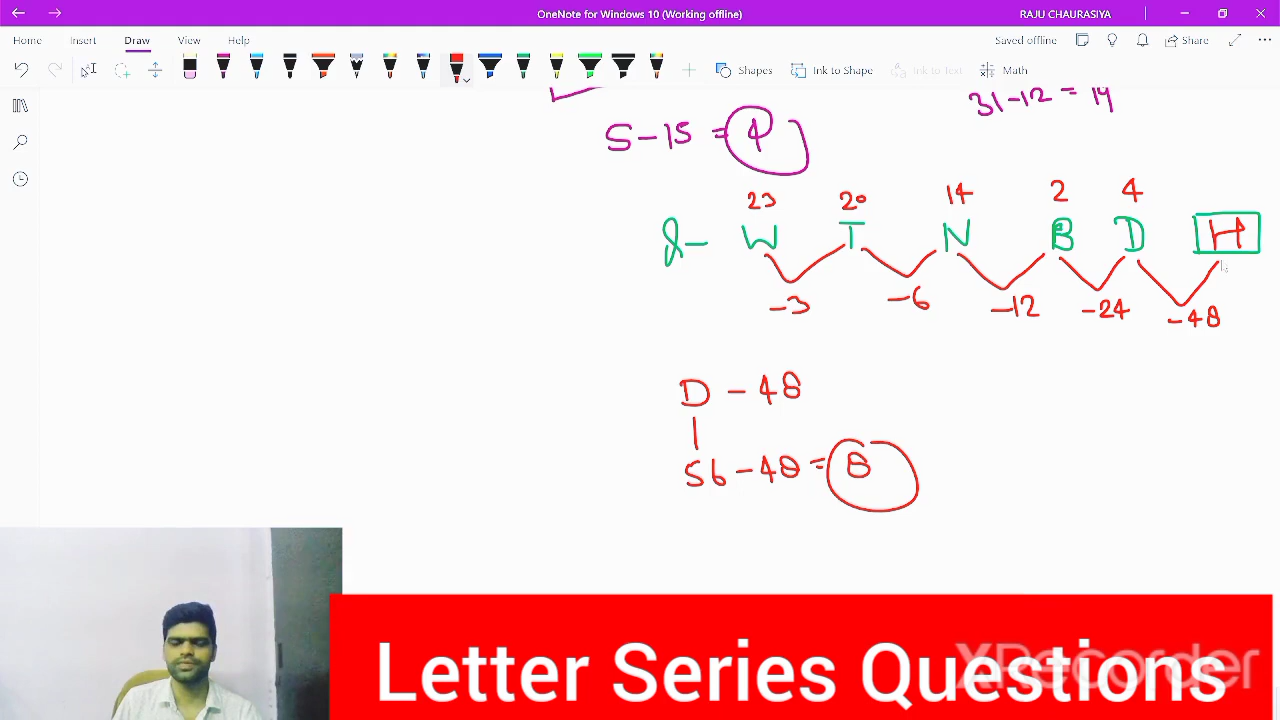 OneNote for Windows 10 (Working offline)
RAJU CHAURASIYA
Home Insert Draw View Help
Saved offline
Share
Shapes
Ink to Shape
Ink to Text
Math
31-12 = 19
S-15 =
23 20 14 2 4
W T N B D H
-3 -6 -12 -24 -48
D - 48
56 - 48 = 8
Letter Series Questions
XRecorder